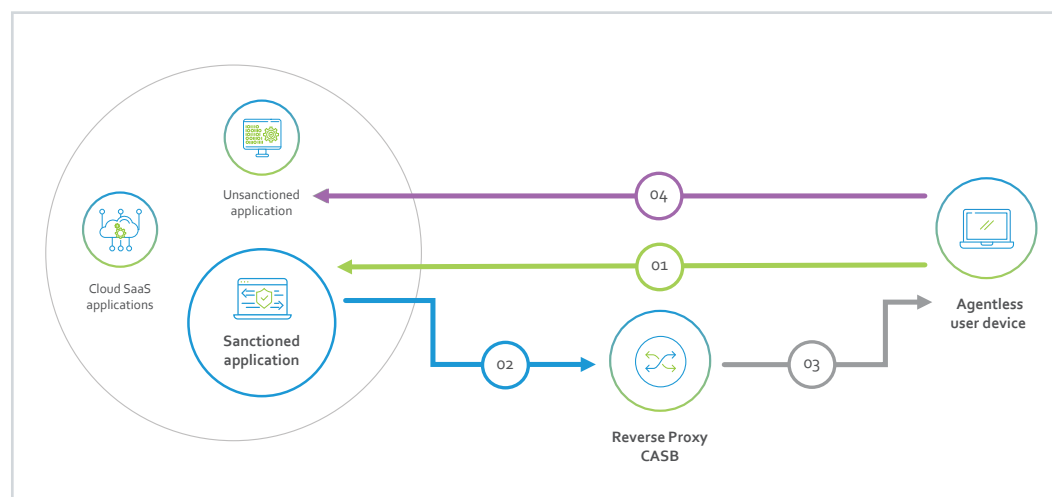 Unsanctioned
application
04
01
Cloud SaaS
applications
Agentless
user device
Sanctioned
application
02
03
Reverse Proxy
CASB